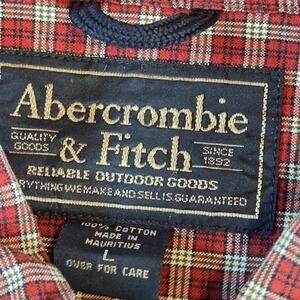 Abercrombie
QUALITY GOODS & Fitch SINCE 1892
RELIABLE OUTDOOR GOODS
RYTHING WE MAKE AND SELL IS GUARANTEED
100% COTTON
MADE IN
MAURITIUS
L
OVER FOR CARE